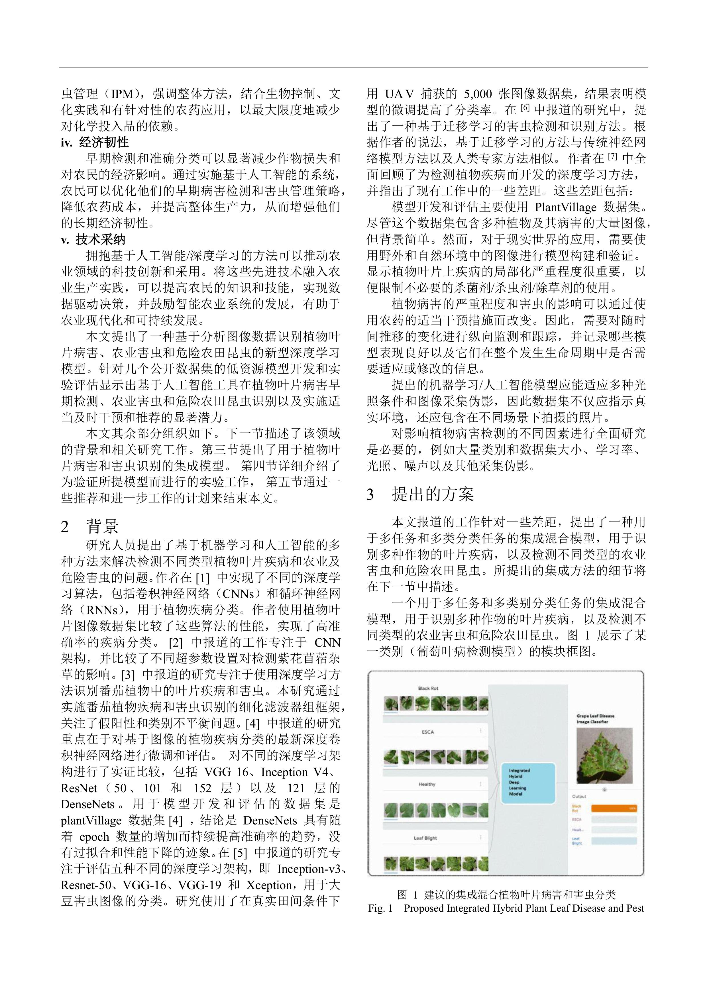 虫管理（IPM），强调整体方法，结合生物控制、文
化实践和有针对性的农药应用，以最大限度地减少
对化学投入品的依赖。
iv. 经济韧性
早期检测和准确分类可以显著减少作物损失和
对农民的经济影响。通过实施基于人工智能的系统，
农民可以优化他们的早期病害检测和害虫管理策略，
降低农药成本，并提高整体生产力，从而增强他们
的长期经济韧性。
v. 技术采纳
拥抱基于人工智能/深度学习的方法可以推动农
业领域的科技创新和采用。将这些先进技术融入农
业生产实践，可以提高农民的知识和技能，实现数
据驱动决策，并鼓励智能农业系统的发展，有助于
农业现代化和可持续发展。
本文提出了一种基于分析图像数据识别植物叶
片病害、农业害虫和危险农田昆虫的新型深度学习
模型。针对几个公开数据集的低资源模型开发和实
验评估显示出基于人工智能工具在植物叶片病害早
期检测、农业害虫和危险农田昆虫识别以及实施适
当及时干预和推荐的显著潜力。
本文其余部分组织如下。下一节描述了该领域
的背景和相关研究工作。第三节提出了用于植物叶
片病害和害虫识别的集成模型。 第四节详细介绍了
为验证所提模型而进行的实验工作， 第五节通过一
些推荐和进一步工作的计划来结束本文。
2 背景
研究人员提出了基于机器学习和人工智能的多
种方法来解决检测不同类型植物叶片疾病和农业及
危险害虫的问题。作者在 [1] 中实现了不同的深度学
习算法，包括卷积神经网络（CNNs）和循环神经网
络（RNNs），用于植物疾病分类。作者使用植物叶
片图像数据集比较了这些算法的性能，实现了高准
确率的疾病分类。 [2] 中报道的工作专注于 CNN
架构，并比较了不同超参数设置对检测紫花苜蓿杂
草的影响。[3] 中报道的研究专注于使用深度学习方
法识别番茄植物中的叶片疾病和害虫。本研究通过
实施番茄植物疾病和害虫识别的细化滤波器组框架，
关注了假阳性和类别不平衡问题。[4] 中报道的研究
重点在于对基于图像的植物疾病分类的最新深度卷
积神经网络进行微调和评估。 对不同的深度学习架
构进行了实证比较，包括 VGG 16、Inception V4、
ResNet（50、101 和 152 层）以及 121 层的
DenseNets。用于模型开发和评估的数据集是
plantVillage 数据集 [4] ，结论是 DenseNets 具有随
着 epoch 数量的增加而持续提高准确率的趋势，没
有过拟合和性能下降的迹象。在 [5] 中报道的研究专
注于评估五种不同的深度学习架构，即 Inception-v3、
Resnet-50、VGG-16、VGG-19 和 Xception，用于大
豆害虫图像的分类。研究使用了在真实田间条件下
用 UAV 捕获的 5,000 张图像数据集，结果表明模
型的微调提高了分类率。在 [6] 中报道的研究中，提
出了一种基于迁移学习的害虫检测和识别方法。根
据作者的说法，基于迁移学习的方法与传统神经网
络模型方法以及人类专家方法相似。 作者在 [7] 中全
面回顾了为检测植物疾病而开发的深度学习方法，
并指出了现有工作中的一些差距。这些差距包括：
模型开发和评估主要使用 PlantVillage 数据集。
尽管这个数据集包含多种植物及其病害的大量图像，
但背景简单。然而，对于现实世界的应用，需要使
用野外和自然环境中的图像进行模型构建和验证。
显示植物叶片上疾病的局部化严重程度很重要，以
便限制不必要的杀菌剂/杀虫剂/除草剂的使用。
植物病害的严重程度和害虫的影响可以通过使
用农药的适当干预措施而改变。因此，需要对随时
间推移的变化进行纵向监测和跟踪，并记录哪些模
型表现良好以及它们在整个发生生命周期中是否需
要适应或修改的信息。
提出的机器学习/人工智能模型应能适应多种光
照条件和图像采集伪影，因此数据集不仅应指示真
实环境，还应包含在不同场景下拍摄的照片。
对影响植物病害检测的不同因素进行全面研究
是必要的，例如大量类别和数据集大小、学习率、
光照、噪声以及其他采集伪影。
3 提出的方案
本文报道的工作针对一些差距，提出了一种用
于多任务和多类分类任务的集成混合模型，用于识
别多种作物的叶片疾病，以及检测不同类型的农业
害虫和危险农田昆虫。所提出的集成方法的细节将
在下一节中描述。
一个用于多任务和多类别分类任务的集成混合
模型，用于识别多种作物的叶片疾病，以及检测不
同类型的农业害虫和危险农田昆虫。图 1 展示了某
一类别（葡萄叶病检测模型）的模块框图。
Black Rot
ESCA
Healthy
Leaf Blight
Integrated
Hybrid
Deep
Learning
Model
Grape Leaf Disease
Image Classifier
Output
Black
Rot
100%
ESCA
Healt...
Leaf
Blight
图 1 建议的集成混合植物叶片病害和害虫分类
Fig. 1 Proposed Integrated Hybrid Plant Leaf Disease and Pest